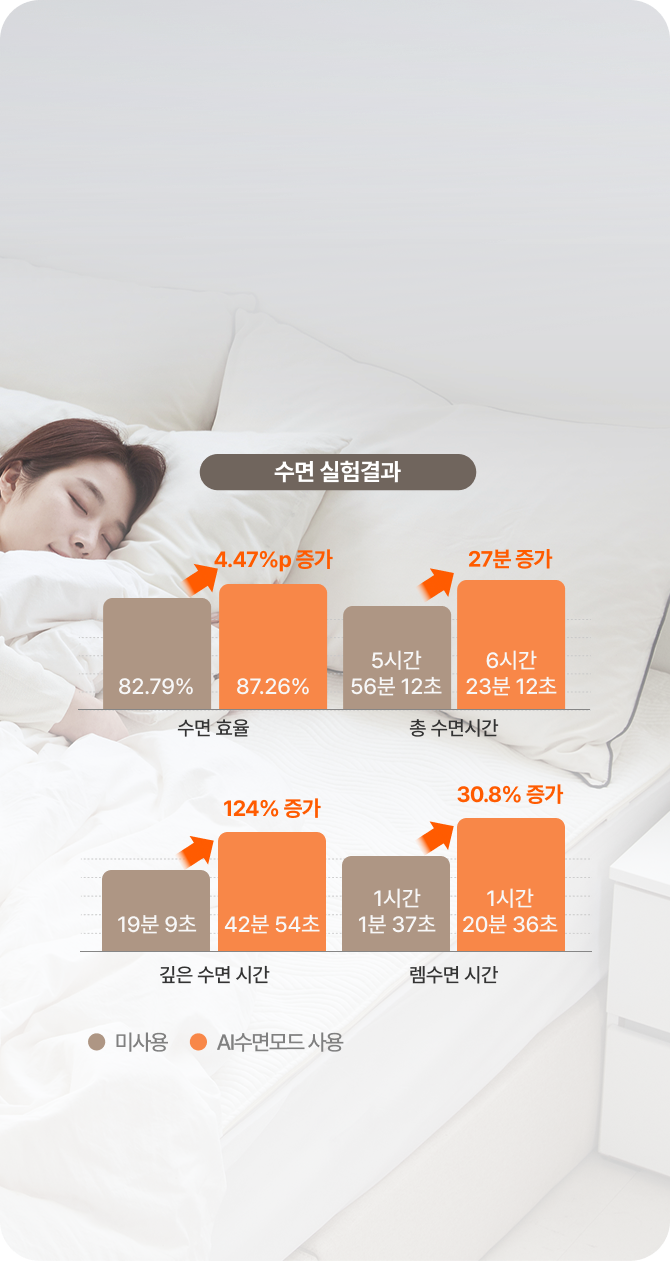 수면 실험결과
4.47%p 증가
27분 증가
82.79%
87.26%
5시간
56분 12초
6시간
23분 12초
수면 효율
총 수면시간
124% 증가
30.8% 증가
19분 9초
42분 54초
1시간
1분 37초
1시간
20분 36초
깊은 수면 시간
렘수면 시간
미사용
AI수면모드 사용